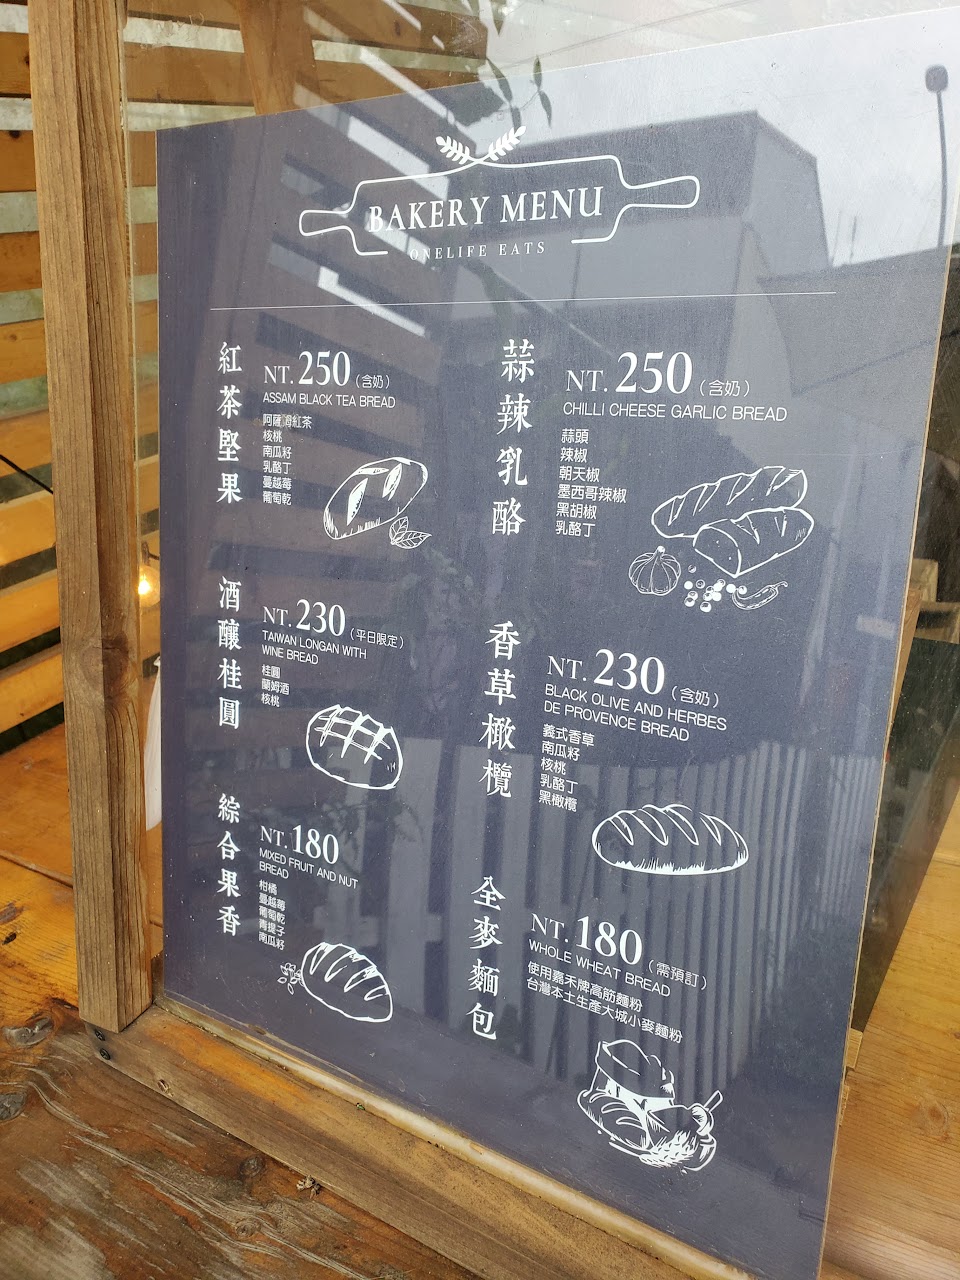 BAKERY MENU
ONELIFE EATS
紅茶堅果
NT. 250 (含奶)
ASSAM BLACK TEA BREAD
阿薩姆紅茶
核桃
南瓜籽
乳酪丁
蔓越莓
葡萄乾
酒釀桂圓
NT. 230 (平日限定)
TAIWAN LONGAN WITH
WINE BREAD
桂圓
蘭姆酒
核桃
綜合果香
NT. 180
MIXED FRUIT AND NUT
BREAD
柑橘
蔓越莓
葡萄乾
青提子
南瓜籽
蒜辣乳酪
NT. 250 (含奶)
CHILLI CHEESE GARLIC BREAD
蒜頭
辣椒
朝天椒
墨西哥辣椒
黑胡椒
乳酪丁
香草橄欖
NT. 230 (含奶)
BLACK OLIVE AND HERBES
DE PROVENCE BREAD
義式香草
南瓜籽
核桃
乳酪丁
黑橄欖
全麥麵包
NT. 180 (需預訂)
WHOLE WHEAT BREAD
使用嘉禾牌高筋麵粉
台灣本土生產大城小麥麵粉